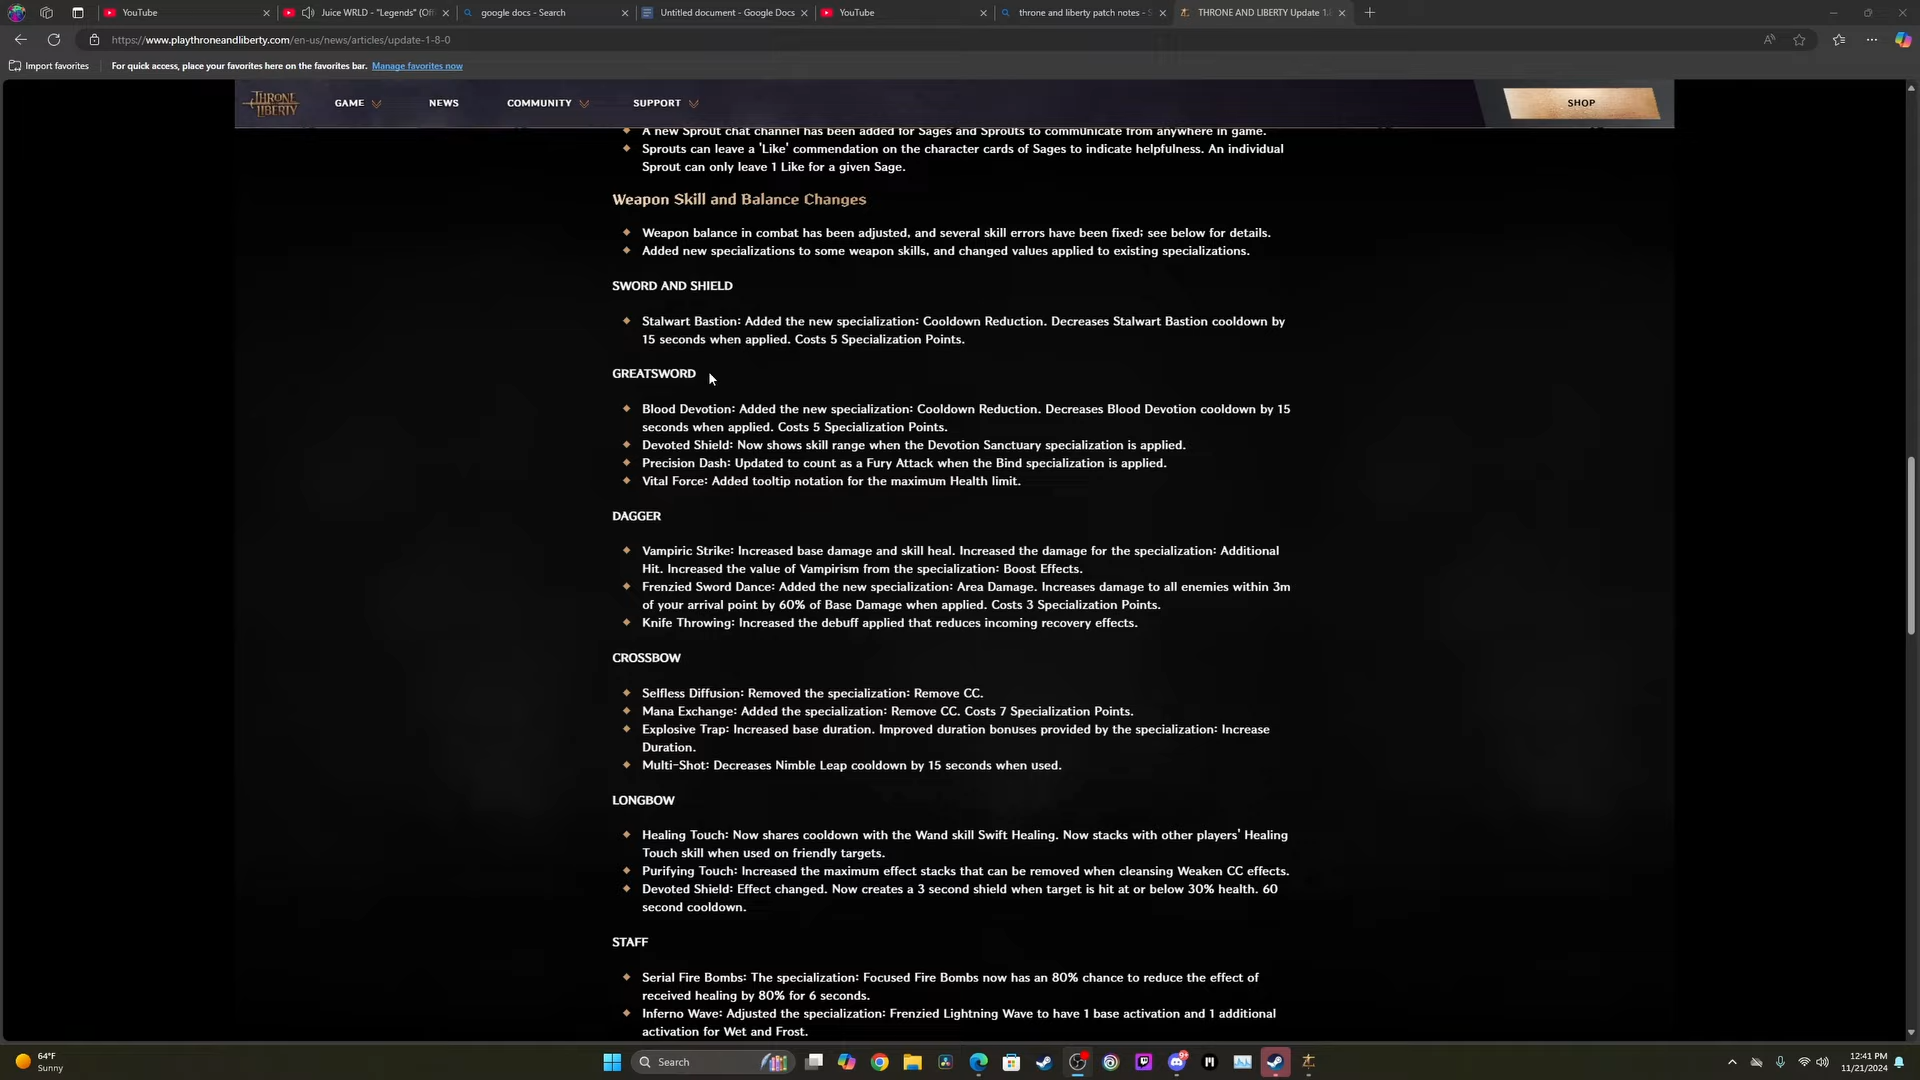 YouTube
Juice WRLD - "Legends" (Of
google docs - Search
Untitled document - Google Docs
YouTube
throne and liberty patch notes - S
THRONE AND LIBERTY Update 1.
https://www.playthroneandliberty.com/en-us/news/articles/update-1-8-0
Import favorites
For quick access, place your favorites here on the favorites bar. Manage favorites now
THRONE
LIBERTY
GAME
NEWS
COMMUNITY
SUPPORT
SHOP
A new Sprout chat channel has been added for Sages and Sprouts to communicate from anywhere in game.
Sprouts can leave a 'Like' commendation on the character cards of Sages to indicate helpfulness. An individual
Sprout can only leave 1 Like for a given Sage.
Weapon Skill and Balance Changes
Weapon balance in combat has been adjusted, and several skill errors have been fixed; see below for details.
Added new specializations to some weapon skills, and changed values applied to existing specializations.
SWORD AND SHIELD
Stalwart Bastion: Added the new specialization: Cooldown Reduction. Decreases Stalwart Bastion cooldown by
15 seconds when applied. Costs 5 Specialization Points.
GREATSWORD
Blood Devotion: Added the new specialization: Cooldown Reduction. Decreases Blood Devotion cooldown by 15
seconds when applied. Costs 5 Specialization Points.
Devoted Shield: Now shows skill range when the Devotion Sanctuary specialization is applied.
Precision Dash: Updated to count as a Fury Attack when the Bind specialization is applied.
Vital Force: Added tooltip notation for the maximum Health limit.
DAGGER
Vampiric Strike: Increased base damage and skill heal. Increased the damage for the specialization: Additional
Hit. Increased the value of Vampirism from the specialization: Boost Effects.
Frenzied Sword Dance: Added the new specialization: Area Damage. Increases damage to all enemies within 3m
of your arrival point by 60% of Base Damage when applied. Costs 3 Specialization Points.
Knife Throwing: Increased the debuff applied that reduces incoming recovery effects.
CROSSBOW
Selfless Diffusion: Removed the specialization: Remove CC.
Mana Exchange: Added the specialization: Remove CC. Costs 7 Specialization Points.
Explosive Trap: Increased base duration. Improved duration bonuses provided by the specialization: Increase
Duration.
Multi-Shot: Decreases Nimble Leap cooldown by 15 seconds when used.
LONGBOW
Healing Touch: Now shares cooldown with the Wand skill Swift Healing. Now stacks with other players' Healing
Touch skill when used on friendly targets.
Purifying Touch: Increased the maximum effect stacks that can be removed when cleansing Weaken CC effects.
Devoted Shield: Effect changed. Now creates a 3 second shield when target is hit at or below 30% health. 60
second cooldown.
STAFF
Serial Fire Bombs: The specialization: Focused Fire Bombs now has an 80% chance to reduce the effect of
received healing by 80% for 6 seconds.
Inferno Wave: Adjusted the specialization: Frenzied Lightning Wave to have 1 base activation and 1 additional
activation for Wet and Frost.
64°F
Sunny
Search
12:41 PM
11/21/2024